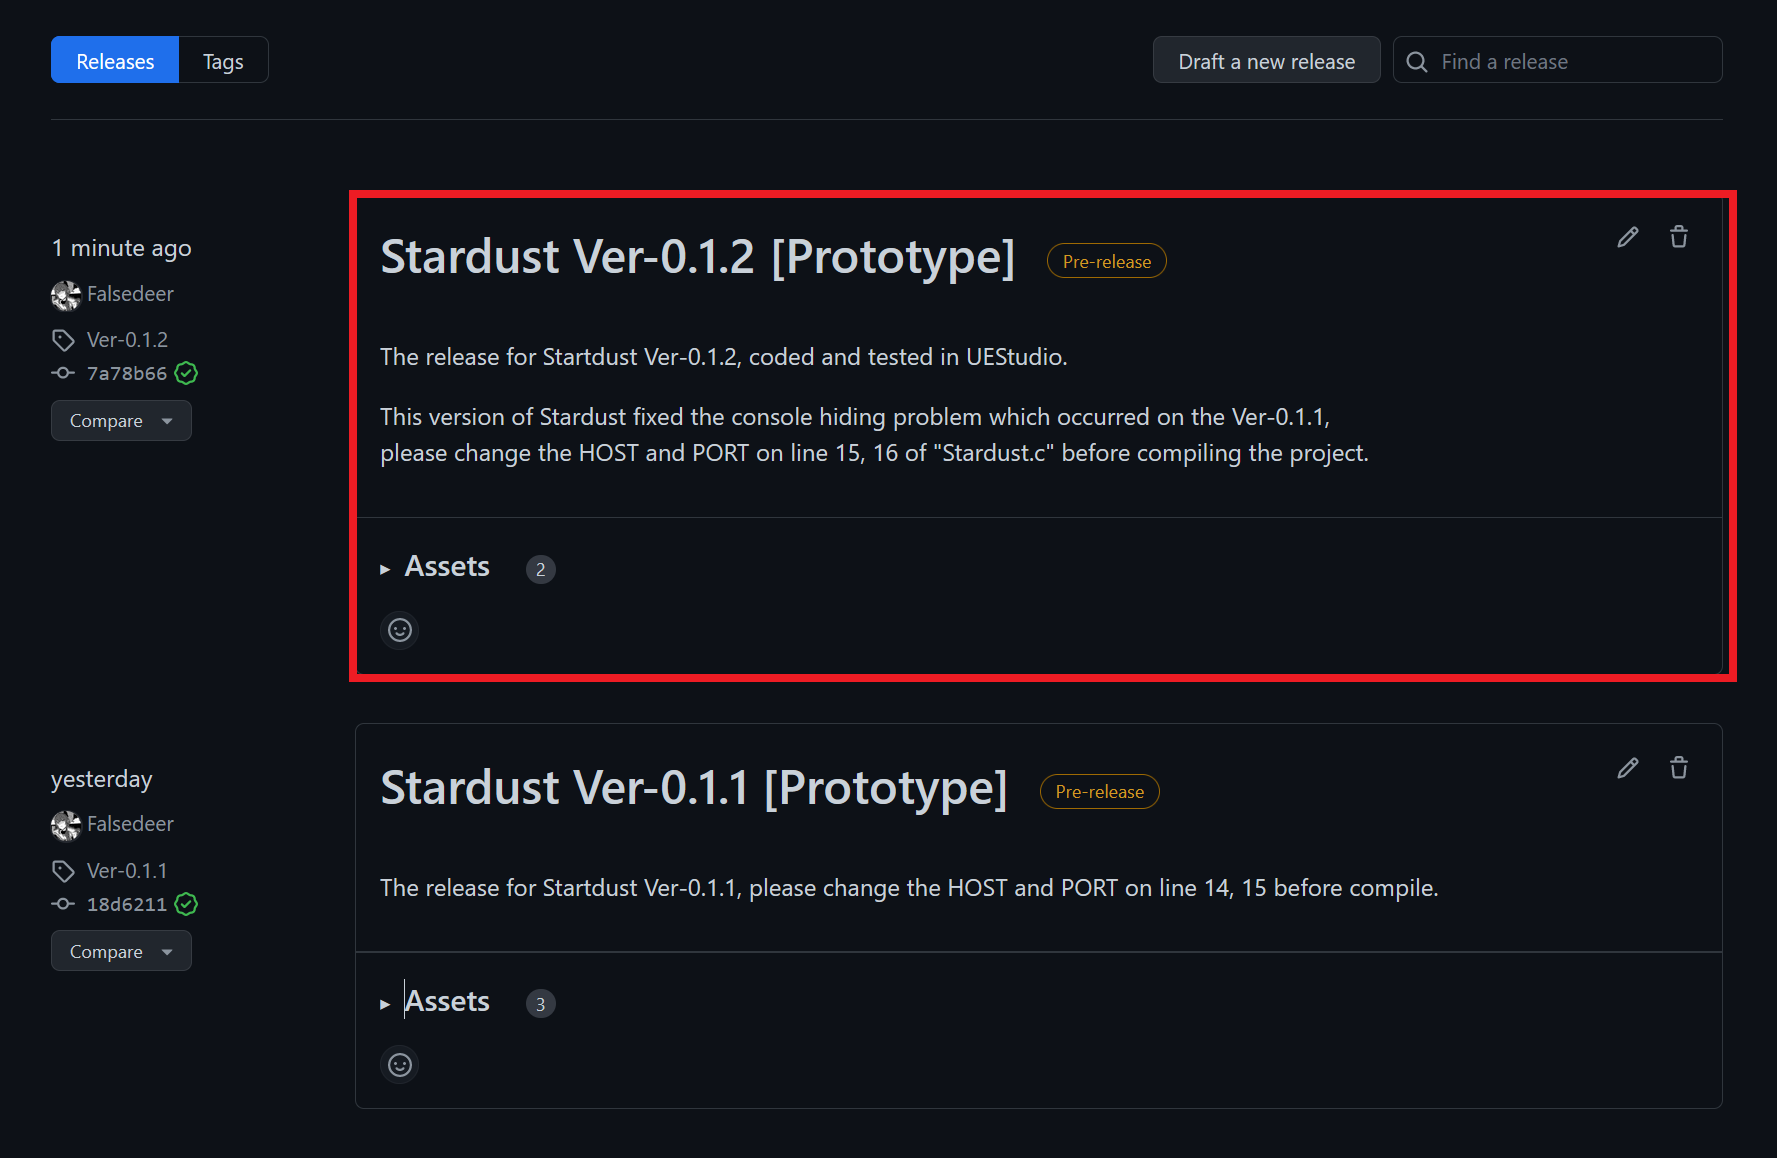 Releases
Tags
Draft a new release
Find a release
1 minute ago
Falsedeer
Ver-0.1.2
7a78b66
Compare
Stardust Ver-0.1.2 [Prototype]
Pre-release
The release for Startdust Ver-0.1.2, coded and tested in UEStudio.
This version of Stardust fixed the console hiding problem which occurred on the Ver-0.1.1,
please change the HOST and PORT on line 15, 16 of "Stardust.c" before compiling the project.
Assets 2
yesterday
Falsedeer
Ver-0.1.1
18d6211
Compare
Stardust Ver-0.1.1 [Prototype]
Pre-release
The release for Startdust Ver-0.1.1, please change the HOST and PORT on line 14, 15 before compile.
Assets 3